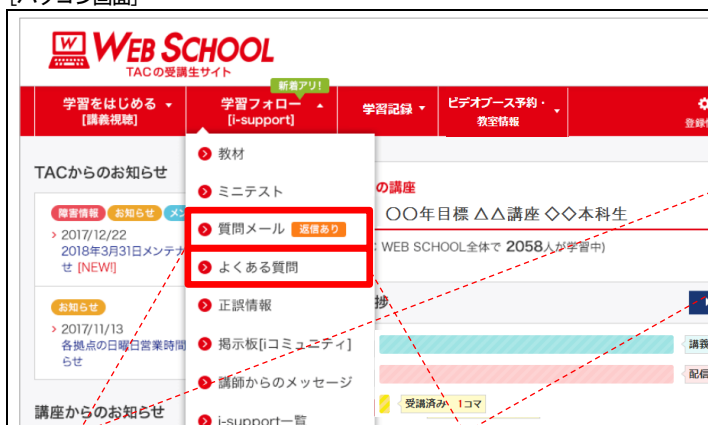 [パソコン画面]
WEB SCHOOL
TACの受講生サイト
新着アリ!
学習をはじめる
[講義視聴]
学習フォロー
[i-support]
学習記録
ビデオブース予約・
教室情報
TACからのお知らせ
障害情報 お知らせ
2017/12/22
2018年3月31日メンテナ
せ [NEW!]
お知らせ
2017/11/13
各拠点の日曜日営業時間
らせ
講座からのお知らせ
教材
ミニテスト
質問メール 返信あり
よくある質問
正誤情報
掲示板[iコミュニティ]
講師からのメッセージ
i-support一覧
の講座
〇〇年目標 △△講座 ◇◇本科生
WEB SCHOOL全体で 2058人が学習中)
捗
講義
配信
受講済み 1コマ